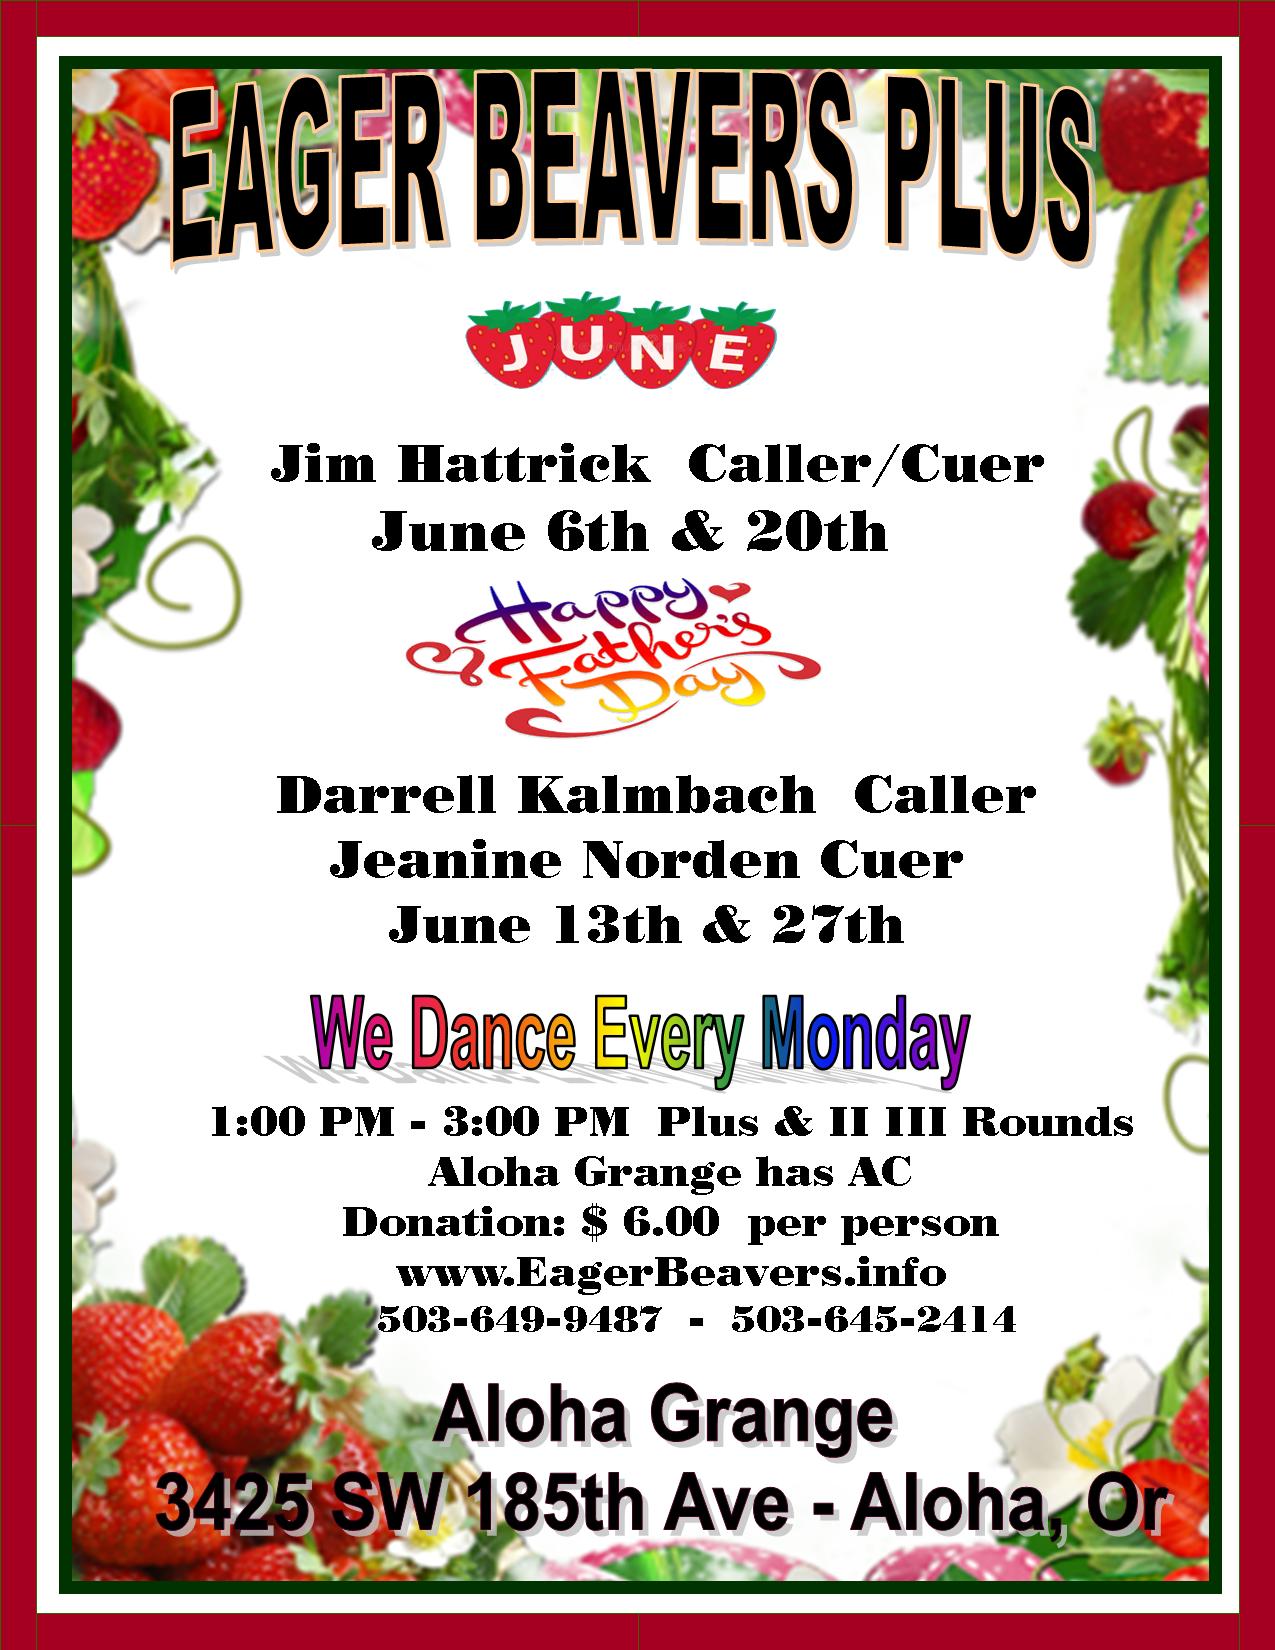 EAGER BEAVERS PLUS
JUNE
Jim Hattrick Caller/Cuer
June 6th & 20th
Happy
Father's
Day
Darrell Kalmbach Caller
Jeanine Norden Cuer
June 13th & 27th
We Dance Every Monday
1:00 PM - 3:00 PM Plus & II III Rounds
Aloha Grange has AC
Donation: $ 6.00 per person
www.EagerBeavers.info
503-649-9487 - 503-645-2414
Aloha Grange
3425 SW 185th Ave - Aloha, Or